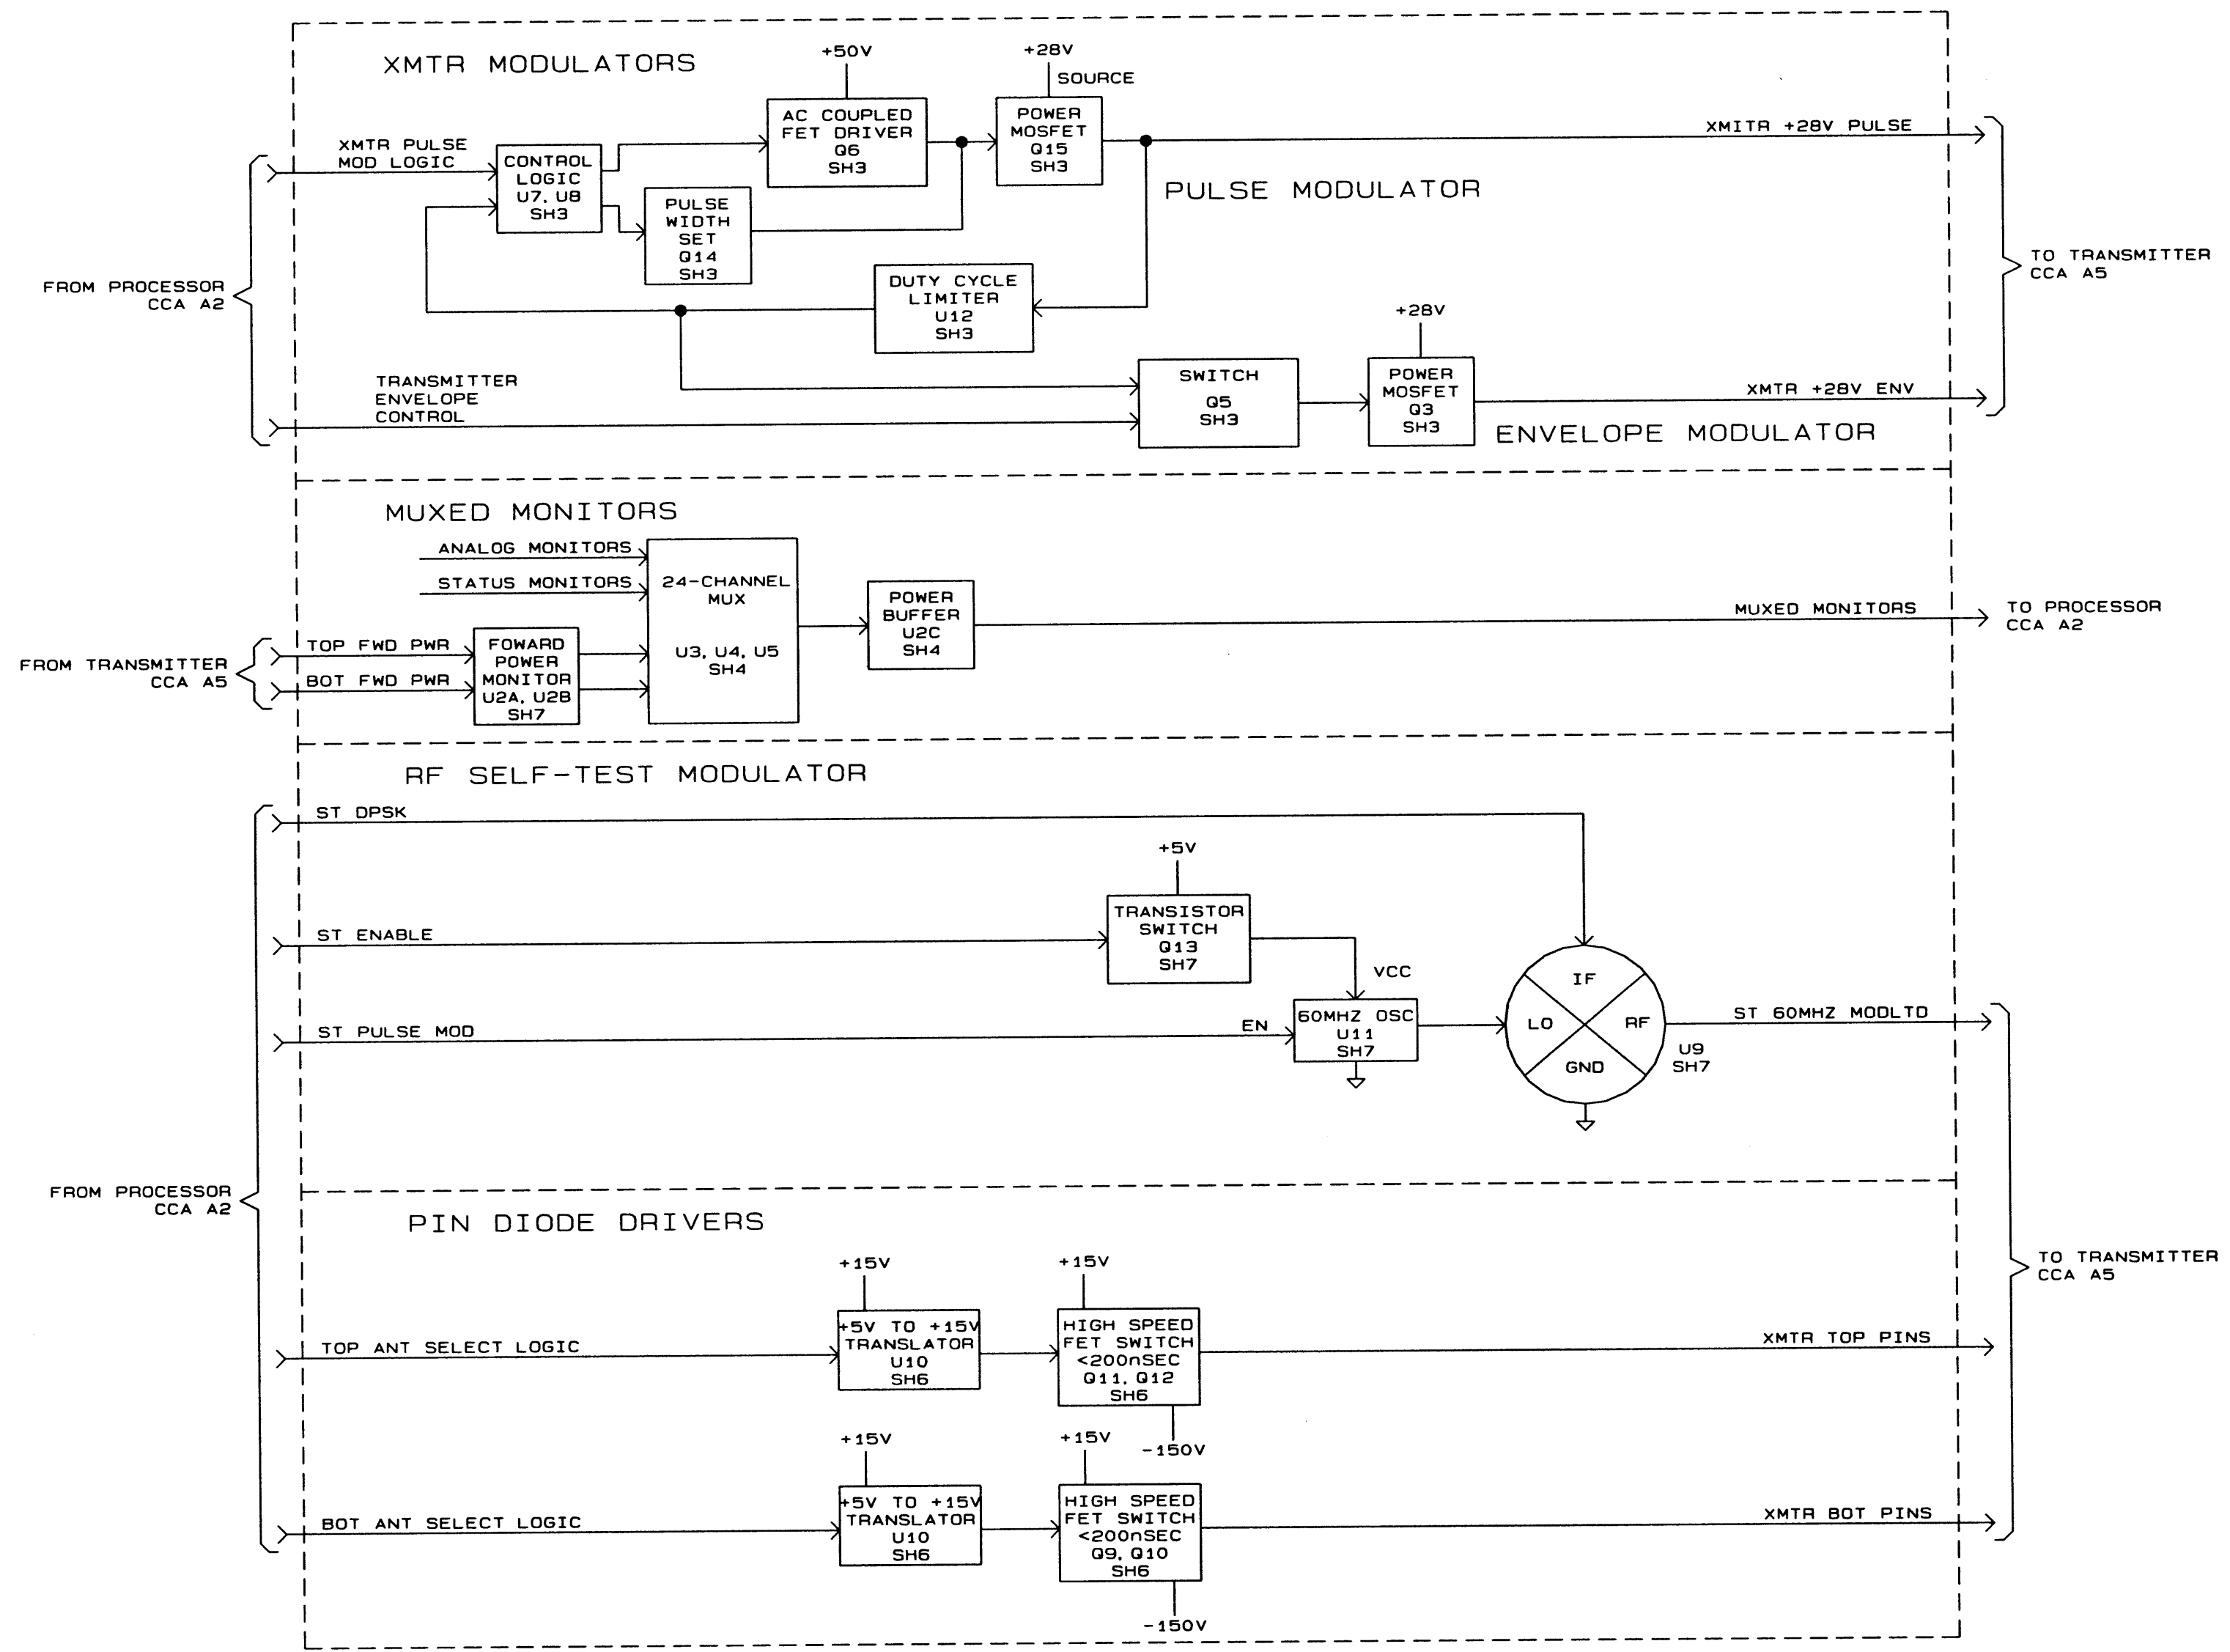 XMTR MODULATORS
+50V
+28V
SOURCE
XMTR PULSE
MOD LOGIC
CONTROL
LOGIC
U7, U8
SH3
AC COUPLED
FET DRIVER
Q6
SH3
POWER
MOSFET
Q15
SH3
XMITR +28V PULSE
PULSE MODULATOR
PULSE
WIDTH
SET
Q14
SH3
DUTY CYCLE
LIMITER
U12
SH3
FROM PROCESSOR
CCA A2
TO TRANSMITTER
CCA A5
TRANSMITTER
ENVELOPE
CONTROL
SWITCH
Q5
SH3
+28V
POWER
MOSFET
Q3
SH3
XMTR +28V ENV
ENVELOPE MODULATOR
MUXED MONITORS
ANALOG MONITORS
STATUS MONITORS
24-CHANNEL
MUX
U3, U4, U5
SH4
FROM TRANSMITTER
CCA A5
TOP FWD PWR
BOT FWD PWR
FOWARD
POWER
MONITOR
U2A, U2B
SH7
POWER
BUFFER
U2C
SH4
MUXED MONITORS
TO PROCESSOR
CCA A2
RF SELF-TEST MODULATOR
ST DPSK
ST ENABLE
+5V
TRANSISTOR
SWITCH
Q13
SH7
VCC
ST PULSE MOD
EN
60MHZ OSC
U11
SH7
IF
LO
RF
GND
U9
SH7
ST 60MHZ MODLTD
FROM PROCESSOR
CCA A2
TO TRANSMITTER
CCA A5
PIN DIODE DRIVERS
+15V
+15V
TOP ANT SELECT LOGIC
+5V TO +15V
TRANSLATOR
U10
SH6
HIGH SPEED
FET SWITCH
<200nSEC
Q11, Q12
SH6
-150V
XMTR TOP PINS
+15V
+15V
BOT ANT SELECT LOGIC
+5V TO +15V
TRANSLATOR
U10
SH6
HIGH SPEED
FET SWITCH
<200nSEC
Q9, Q10
SH6
-150V
XMTR BOT PINS